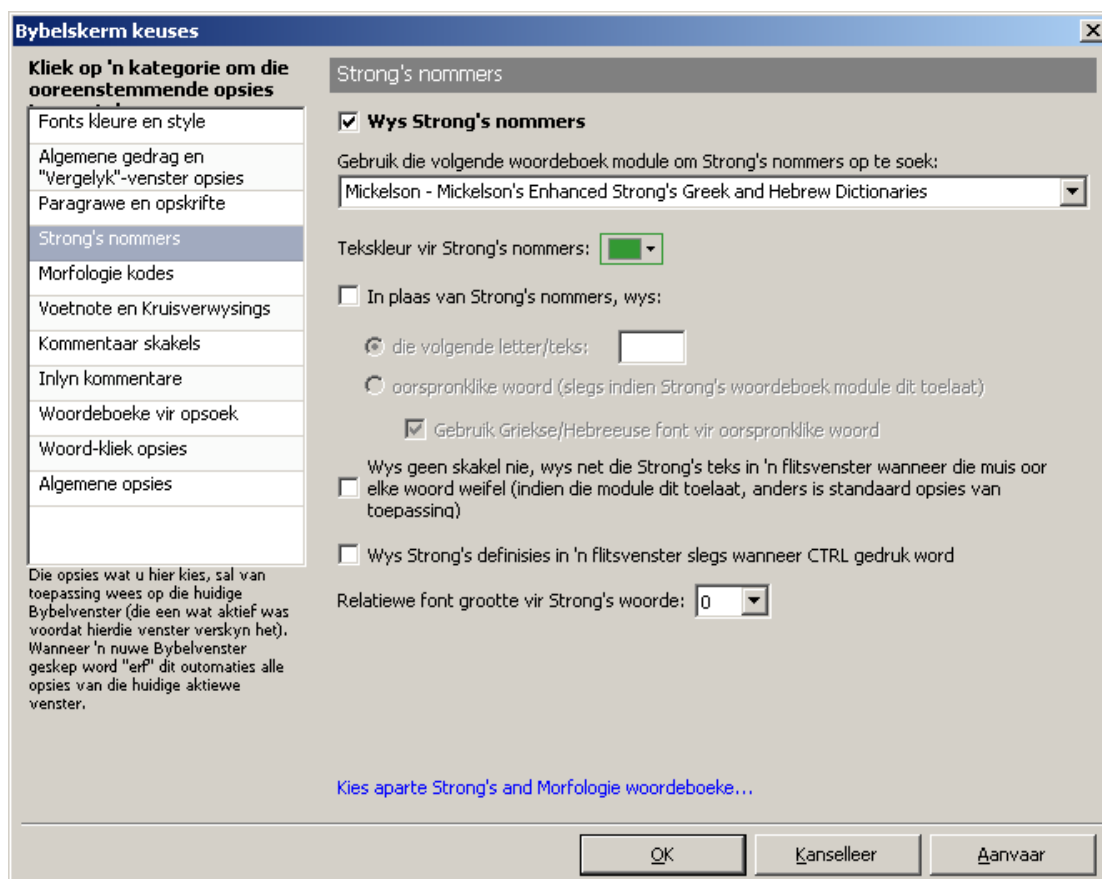 Bybelskerm keuses
Kliek op 'n kategorie om die
ooreenstemmende opsies
Fonts kleure en style
Algemene gedrag en
"Vergelyk"-venster opsies
Paragrawe en opskrifte
Strong's nommers
Morfologie kodes
Voetnote en Kruisverwysings
Kommentaar skakels
Inlyn kommentare
Woordeboeke vir opsoek
Woord-kliek opsies
Algemene opsies
Die opsies wat u hier kies, sal van
toepassing wees op die huidige
Bybelvenster (die een wat aktief was
voordat hierdie venster verskyn het).
Wanneer 'n nuwe Bybelvenster
geskep word "erf" dit outomaties alle
opsies van die huidige aktiewe
venster.
Strong's nommers
Wys Strong's nommers
Gebruik die volgende woordeboek module om Strong's nommers op te soek:
Mickelson - Mickelson's Enhanced Strong's Greek and Hebrew Dictionaries
Tekskleur vir Strong's nommers:
In plaas van Strong's nommers, wys:
die volgende letter/teks:
oorspronklike woord (slegs indien Strong's woordeboek module dit toelaat)
Gebruik Griekse/Hebreeuse font vir oorspronklike woord
Wys geen skakel nie, wys net die Strong's teks in 'n flitsvenster wanneer die muis oor
elke woord weifel (indien die module dit toelaat, anders is standaard opsies van
toepassing)
Wys Strong's definisies in 'n flitsvenster slegs wanneer CTRL gedruk word
Relatiewe font grootte vir Strong's woorde: 0
Kies aparte Strong's and Morfologie woordeboeke...
OK
Kanselleer
Aanvaar